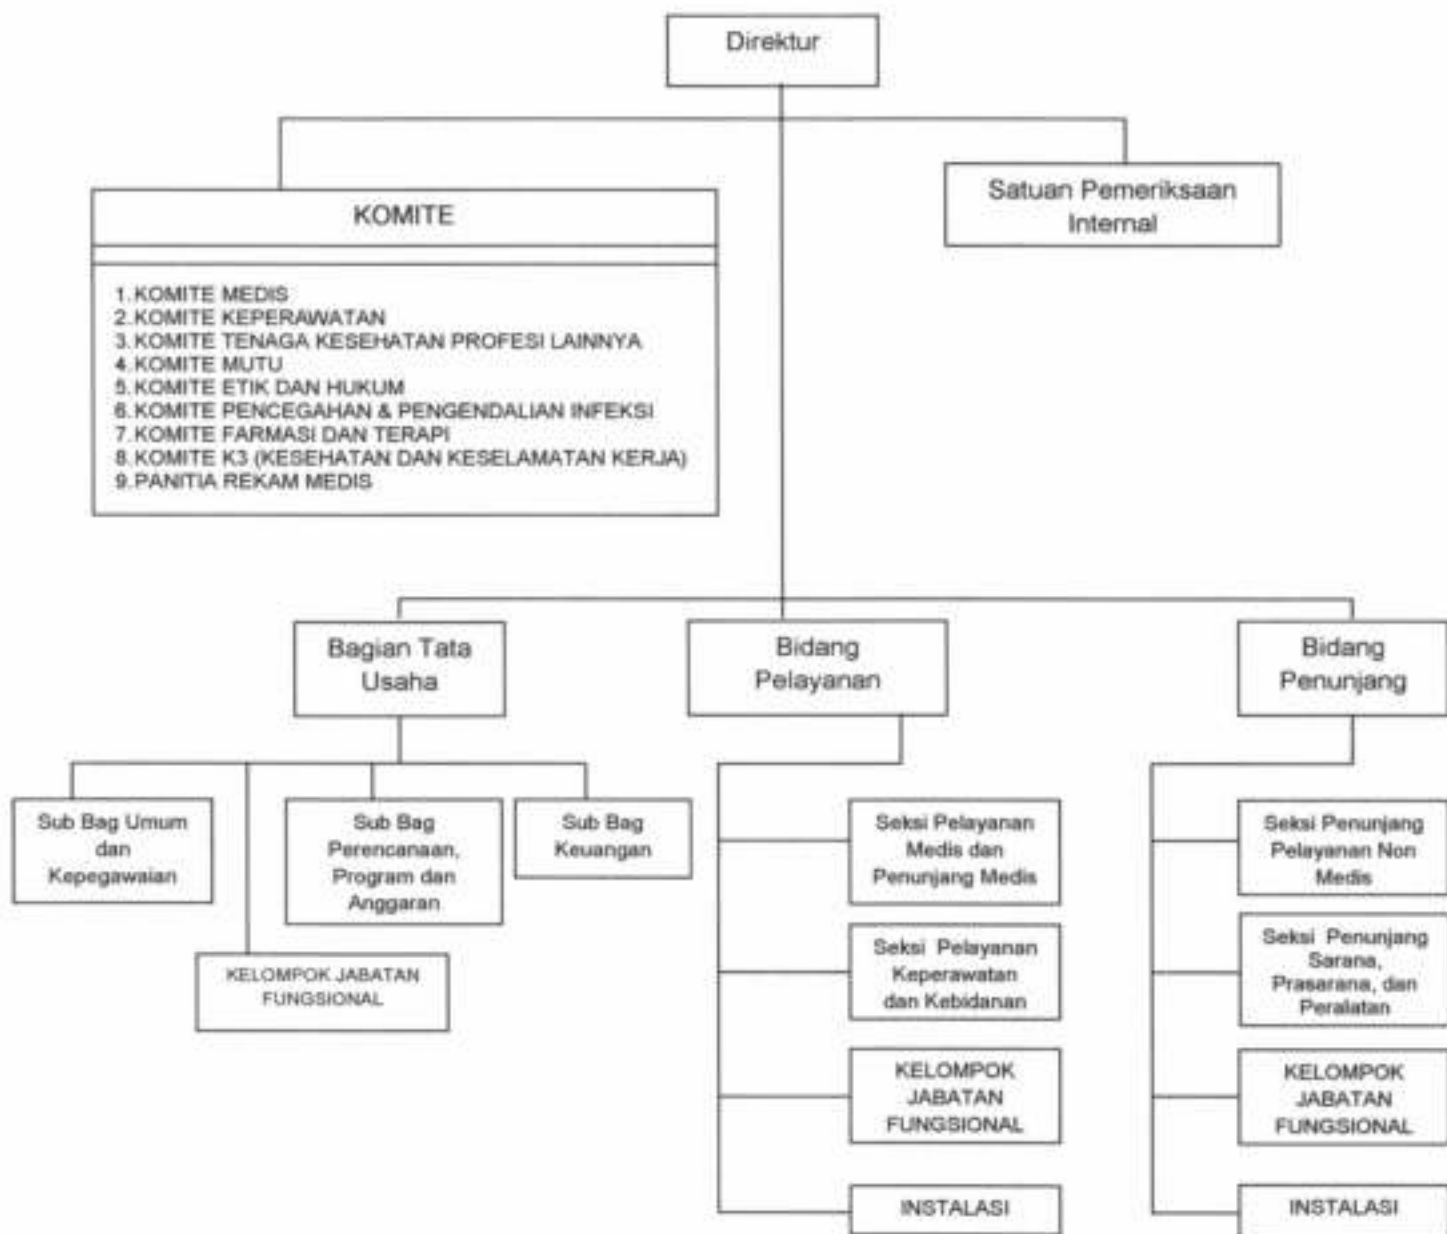 Direktur
Satuan Pemeriksaan
Internal
KOMITE
1. KOMITE MEDIS
2. KOMITE KEPERAWATAN
3. KOMITE TENAGA KESEHATAN PROFESI LAINNYA
4. KOMITE MUTU
5. KOMITE ETIK DAN HUKUM
6. KOMITE PENCEGAHAN & PENGENDALIAN INFEKSI
7. KOMITE FARMASI DAN TERAPI
8. KOMITE K3 (KESEHATAN DAN KESELAMATAN KERJA)
9. PANITIA REKAM MEDIS
Bagian Tata
Usaha
Bidang
Pelayanan
Bidang
Penunjang
Sub Bag Umum
dan
Kepegawaian
Sub Bag
Perencanaan,
Program dan
Anggaran
Sub Bag
Keuangan
KELOMPOK JABATAN
FUNGSIONAL
Seksi Pelayanan
Medis dan
Penunjang Medis
Seksi Pelayanan
Keperawatan
dan Kebidanan
KELOMPOK
JABATAN
FUNGSIONAL
INSTALASI
Seksi Penunjang
Pelayanan Non
Medis
Seksi Penunjang
Sarana,
Prasarana, dan
Peralatan
KELOMPOK
JABATAN
FUNGSIONAL
INSTALASI